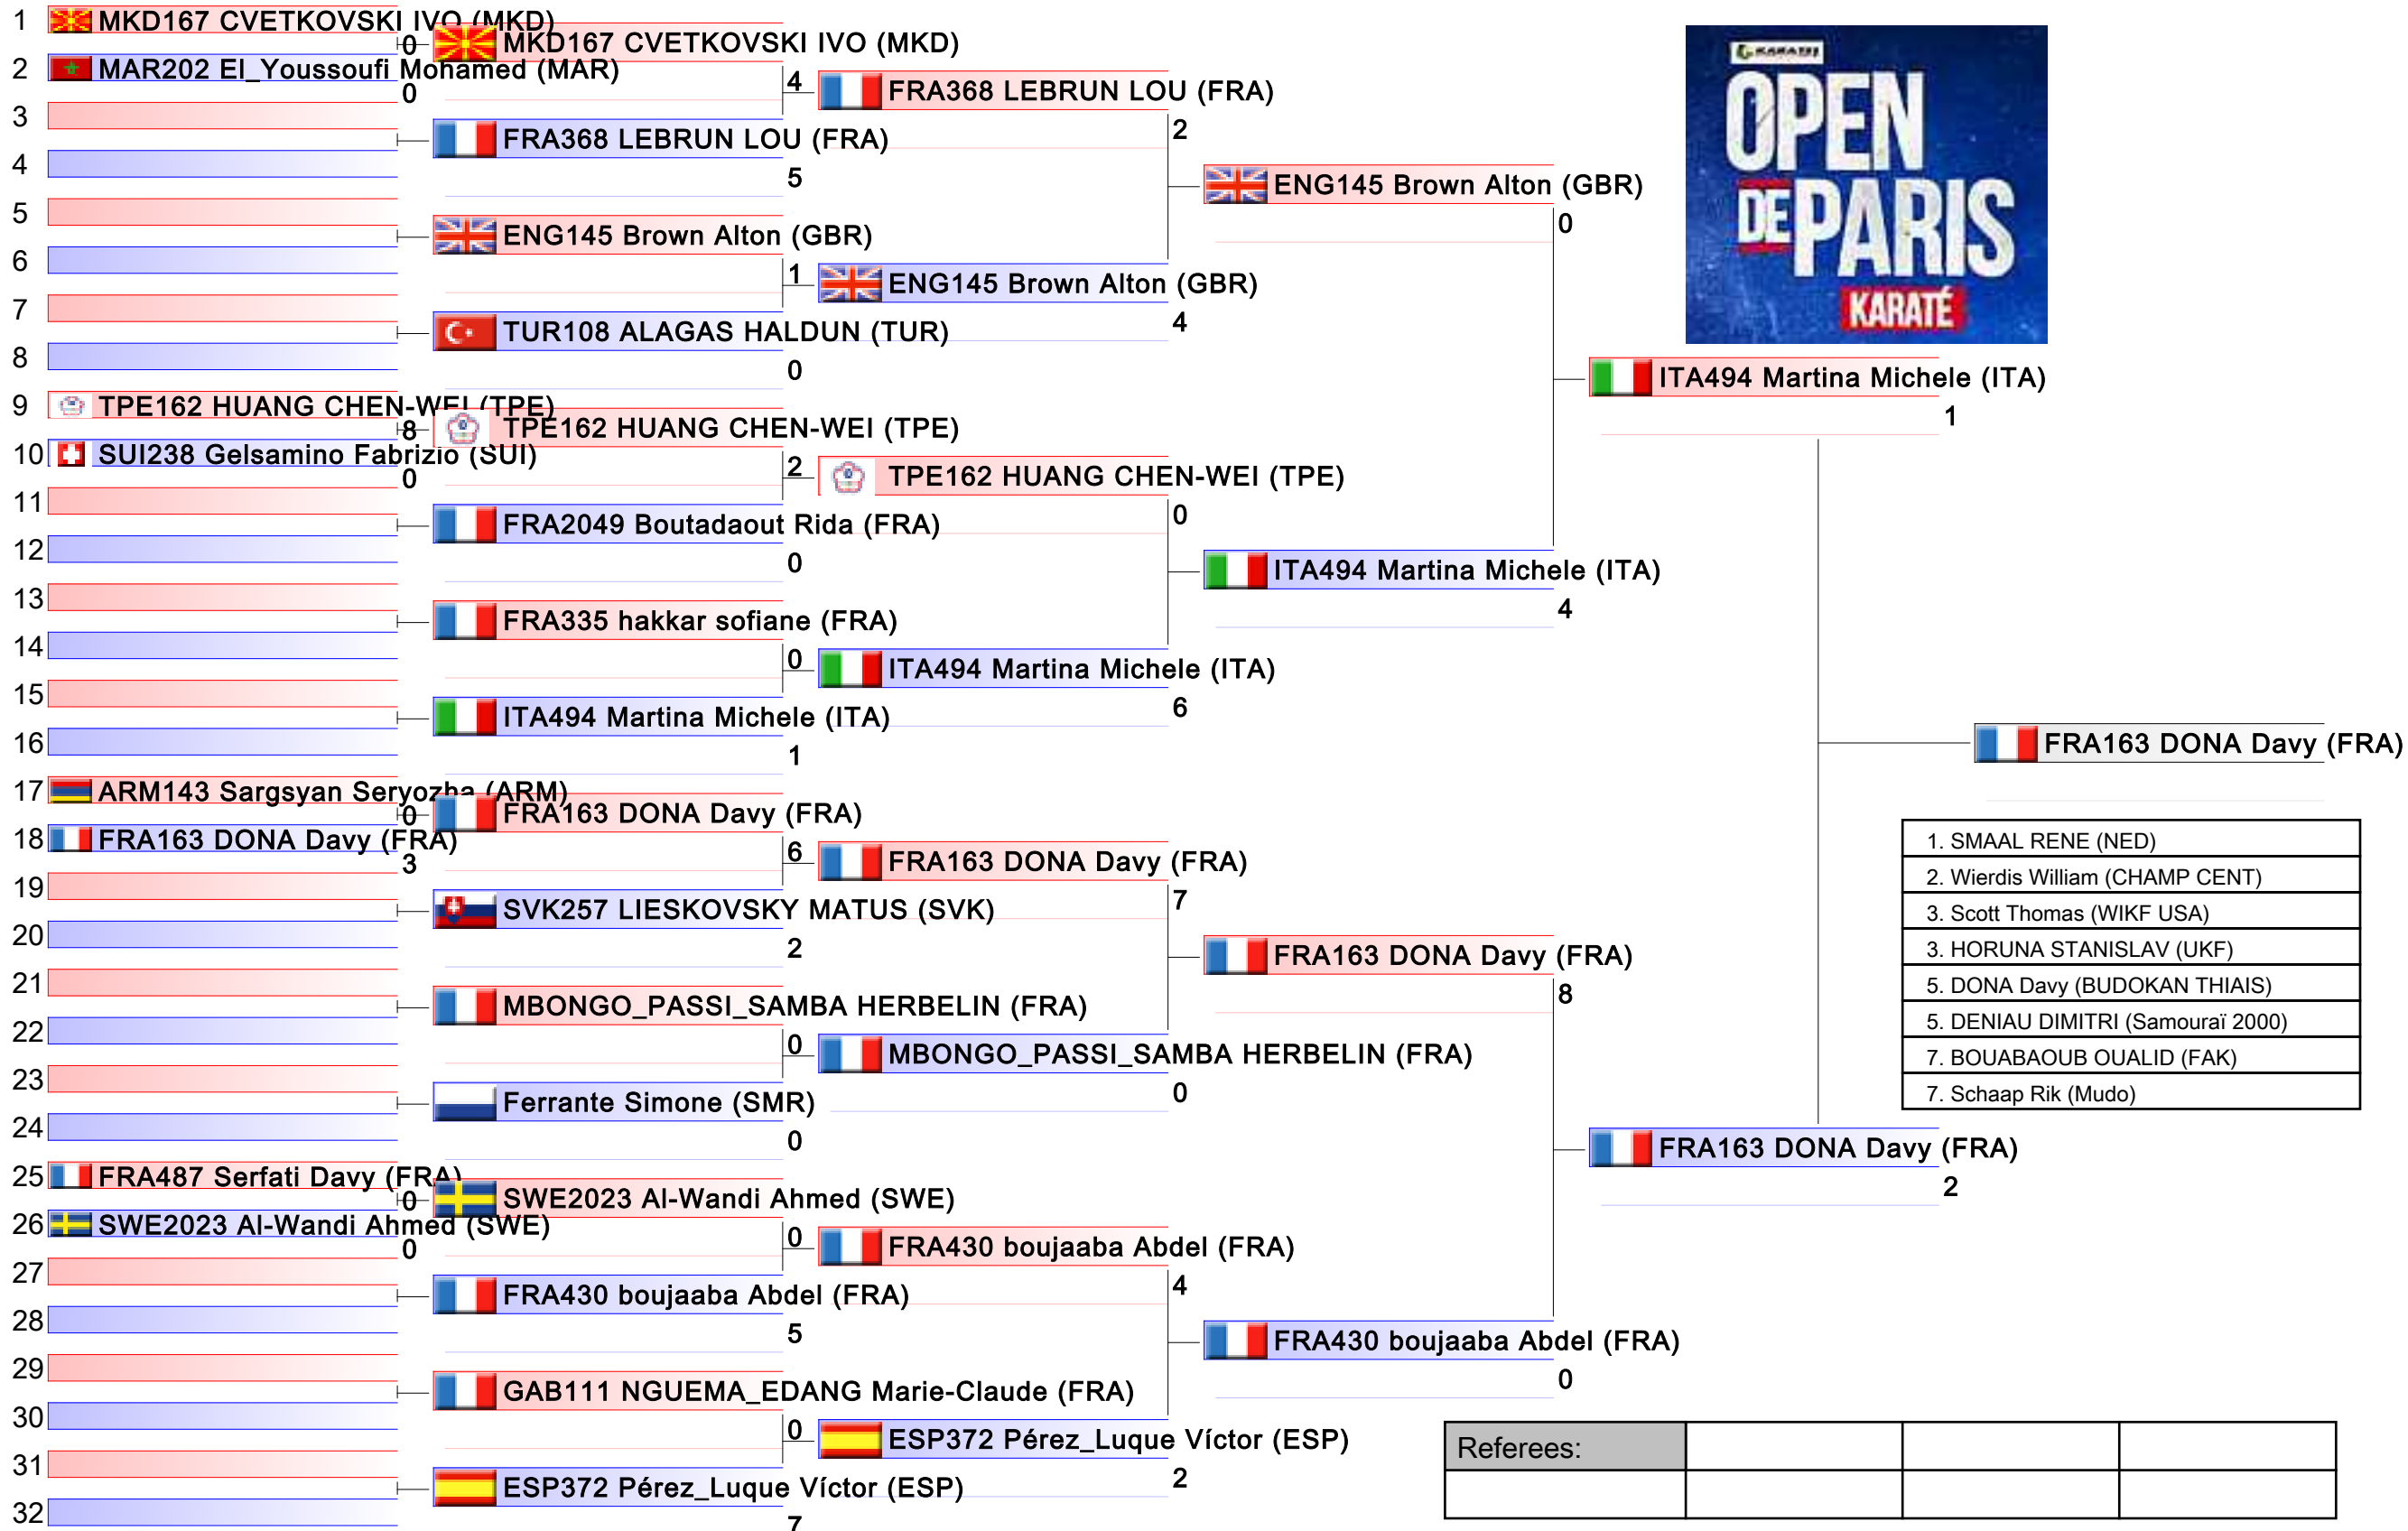 1 MKD167 CVETKOVSKI IVO (MKD)
0
2 MAR202 El_Youssoufi Mohamed (MAR)
0
3
4
5
6
7
8
9 TPE162 HUANG CHEN-WEI (TPE)
8
10 SUI238 Gelsamino Fabrizio (SUI)
0
11
12
13
14
15
16
17 ARM143 Sargsyan Seryozha (ARM)
0
18 FRA163 DONA Davy (FRA)
3
19
20
21
22
23
24
25 FRA487 Serfati Davy (FRA)
0
26 SWE2023 Al-Wandi Ahmed (SWE)
0
27
28
29
30
31
32
MKD167 CVETKOVSKI IVO (MKD)
4
FRA368 LEBRUN LOU (FRA)
5
ENG145 Brown Alton (GBR)
1
TUR108 ALAGAS HALDUN (TUR)
0
TPE162 HUANG CHEN-WEI (TPE)
2
FRA2049 Boutadaout Rida (FRA)
0
FRA335 hakkar sofiane (FRA)
0
ITA494 Martina Michele (ITA)
1
FRA163 DONA Davy (FRA)
6
SVK257 LIESKOVSKY MATUS (SVK)
2
MBONGO_PASSI_SAMBA HERBELIN (FRA)
0
Ferrante Simone (SMR)
0
SWE2023 Al-Wandi Ahmed (SWE)
0
FRA430 boujaaba Abdel (FRA)
5
GAB111 NGUEMA_EDANG Marie-Claude (FRA)
0
ESP372 Pérez_Luque Víctor (ESP)
7
FRA368 LEBRUN LOU (FRA)
2
ENG145 Brown Alton (GBR)
4
TPE162 HUANG CHEN-WEI (TPE)
0
ITA494 Martina Michele (ITA)
6
FRA163 DONA Davy (FRA)
7
MBONGO_PASSI_SAMBA HERBELIN (FRA)
0
FRA430 boujaaba Abdel (FRA)
4
ESP372 Pérez_Luque Víctor (ESP)
2
ENG145 Brown Alton (GBR)
0
ITA494 Martina Michele (ITA)
4
FRA163 DONA Davy (FRA)
8
FRA430 boujaaba Abdel (FRA)
0
ITA494 Martina Michele (ITA)
1
FRA163 DONA Davy (FRA)
2
FRA163 DONA Davy (FRA)
OPEN
DE PARIS
KARATÉ
1. SMAAL RENE (NED)
2. Wierdis William (CHAMP CENT)
3. Scott Thomas (WIKF USA)
3. HORUNA STANISLAV (UKF)
5. DONA Davy (BUDOKAN THIAIS)
5. DENIAU DIMITRI (Samouraï 2000)
7. BOUABAOUB OUALID (FAK)
7. Schaap Rik (Mudo)
Referees: